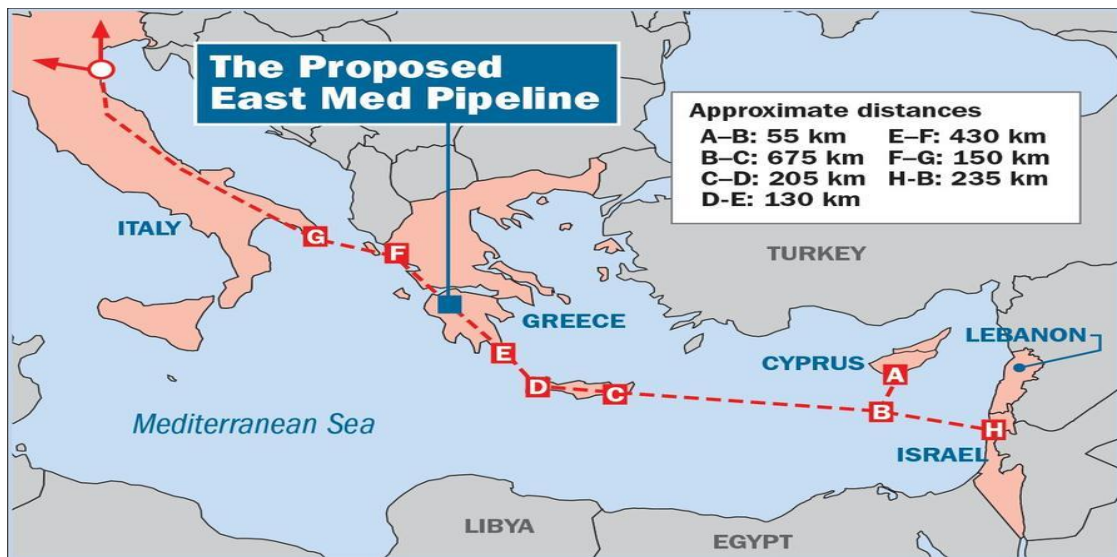 The Proposed
East Med Pipeline
Approximate distances
A–B: 55 km E–F: 430 km
B–C: 675 km F–G: 150 km
C–D: 205 km H-B: 235 km
D-E: 130 km
ITALY
G
F
TURKEY
GREECE
LEBANON
E
CYPRUS
A
D
C
B
Mediterranean Sea
H
ISRAEL
LIBYA
EGYPT